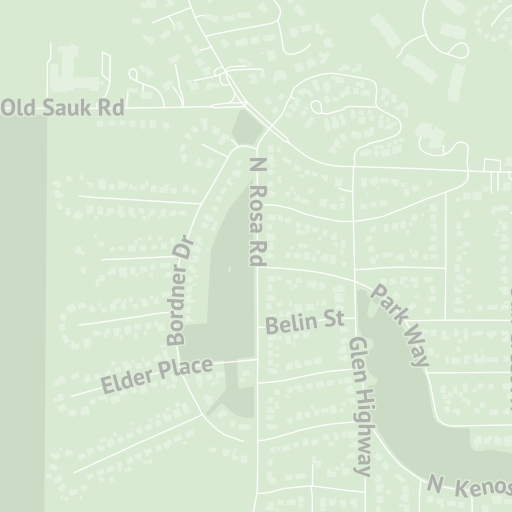 Old Sauk Rd
N Rosa Rd
Bordner Dr
Park Way
Belin St
Elder Place
Glen Highway
N Kenos